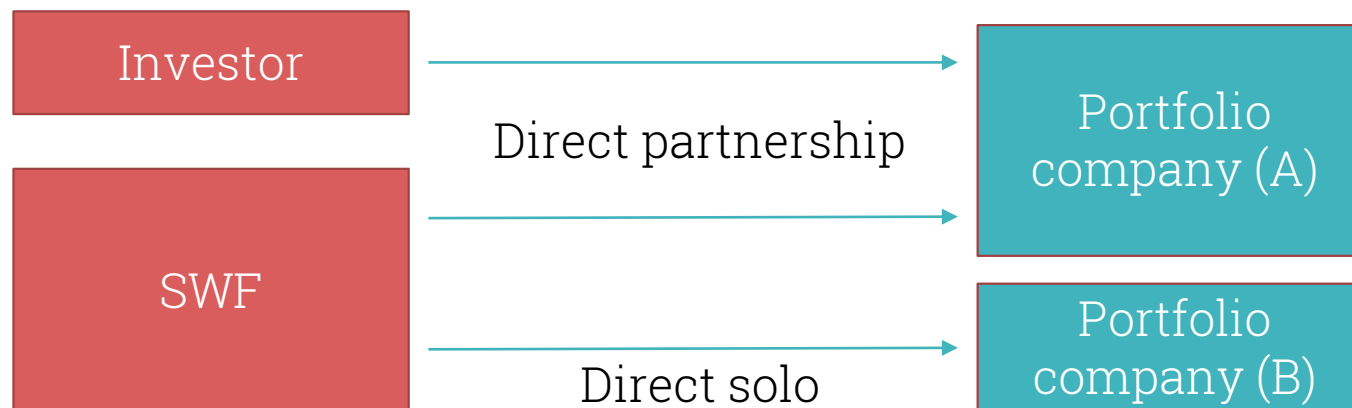 Investor
Direct partnership
Portfolio
company (A)
SWF
Direct solo
Portfolio
company (B)